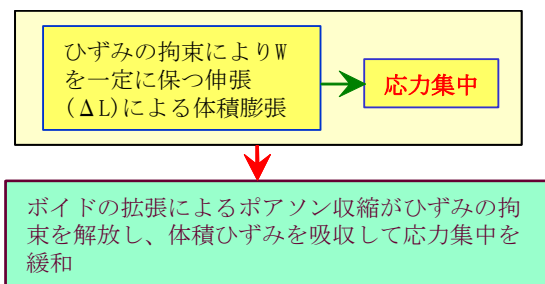 ひずみの拘束によりW
を一定に保つ伸張
(ΔL)による体積膨張
応力集中
ボイドの拡張によるポアソン収縮がひずみの拘
束を解放し、体積ひずみを吸収して応力集中を
緩和